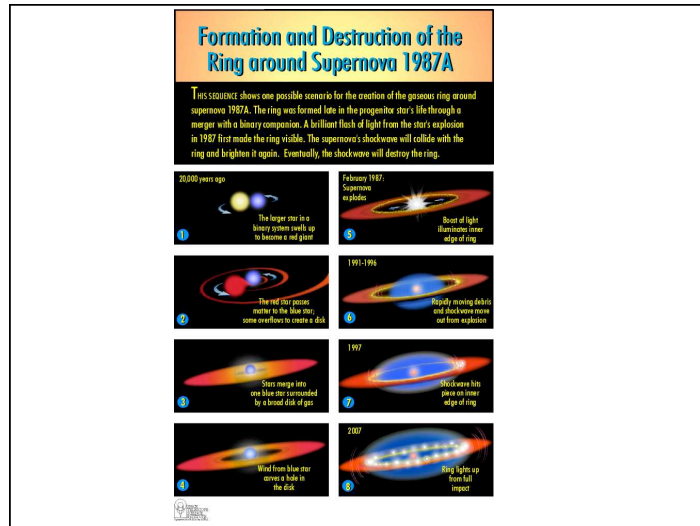 Formation and Destruction of the
Ring around Supernova 1987A
THIS SEQUENCE shows one possible scenario for the creation of the gaseous ring around
supernova 1987A. The ring was formed late in the progenitor star's life through a
merger with a binary companion. A brilliant flash of light from the star's explosion
in 1987 first made the ring visible. The supernova's shockwave will collide with the
ring and brighten it again. Eventually, the shockwave will destroy the ring.
20,000 years ago
The larger star in a
binary system swells up
to become a red giant
1
The red star passes
matter to the blue star;
some overflows to create a disk
2
Stars merge into
one blue star surrounded
by a broad disk of gas
3
Wind from blue star
carves a hole in
the disk
4
February 1987:
Supernova
explodes
Boast of light
illuminates inner
edge of ring
5
1991-1996
Rapidly moving debris
and shockwave move
out from explosion
6
1997
Shockwave hits
piece on inner
edge of ring
7
2007
Ring lights up
from full
impact
8